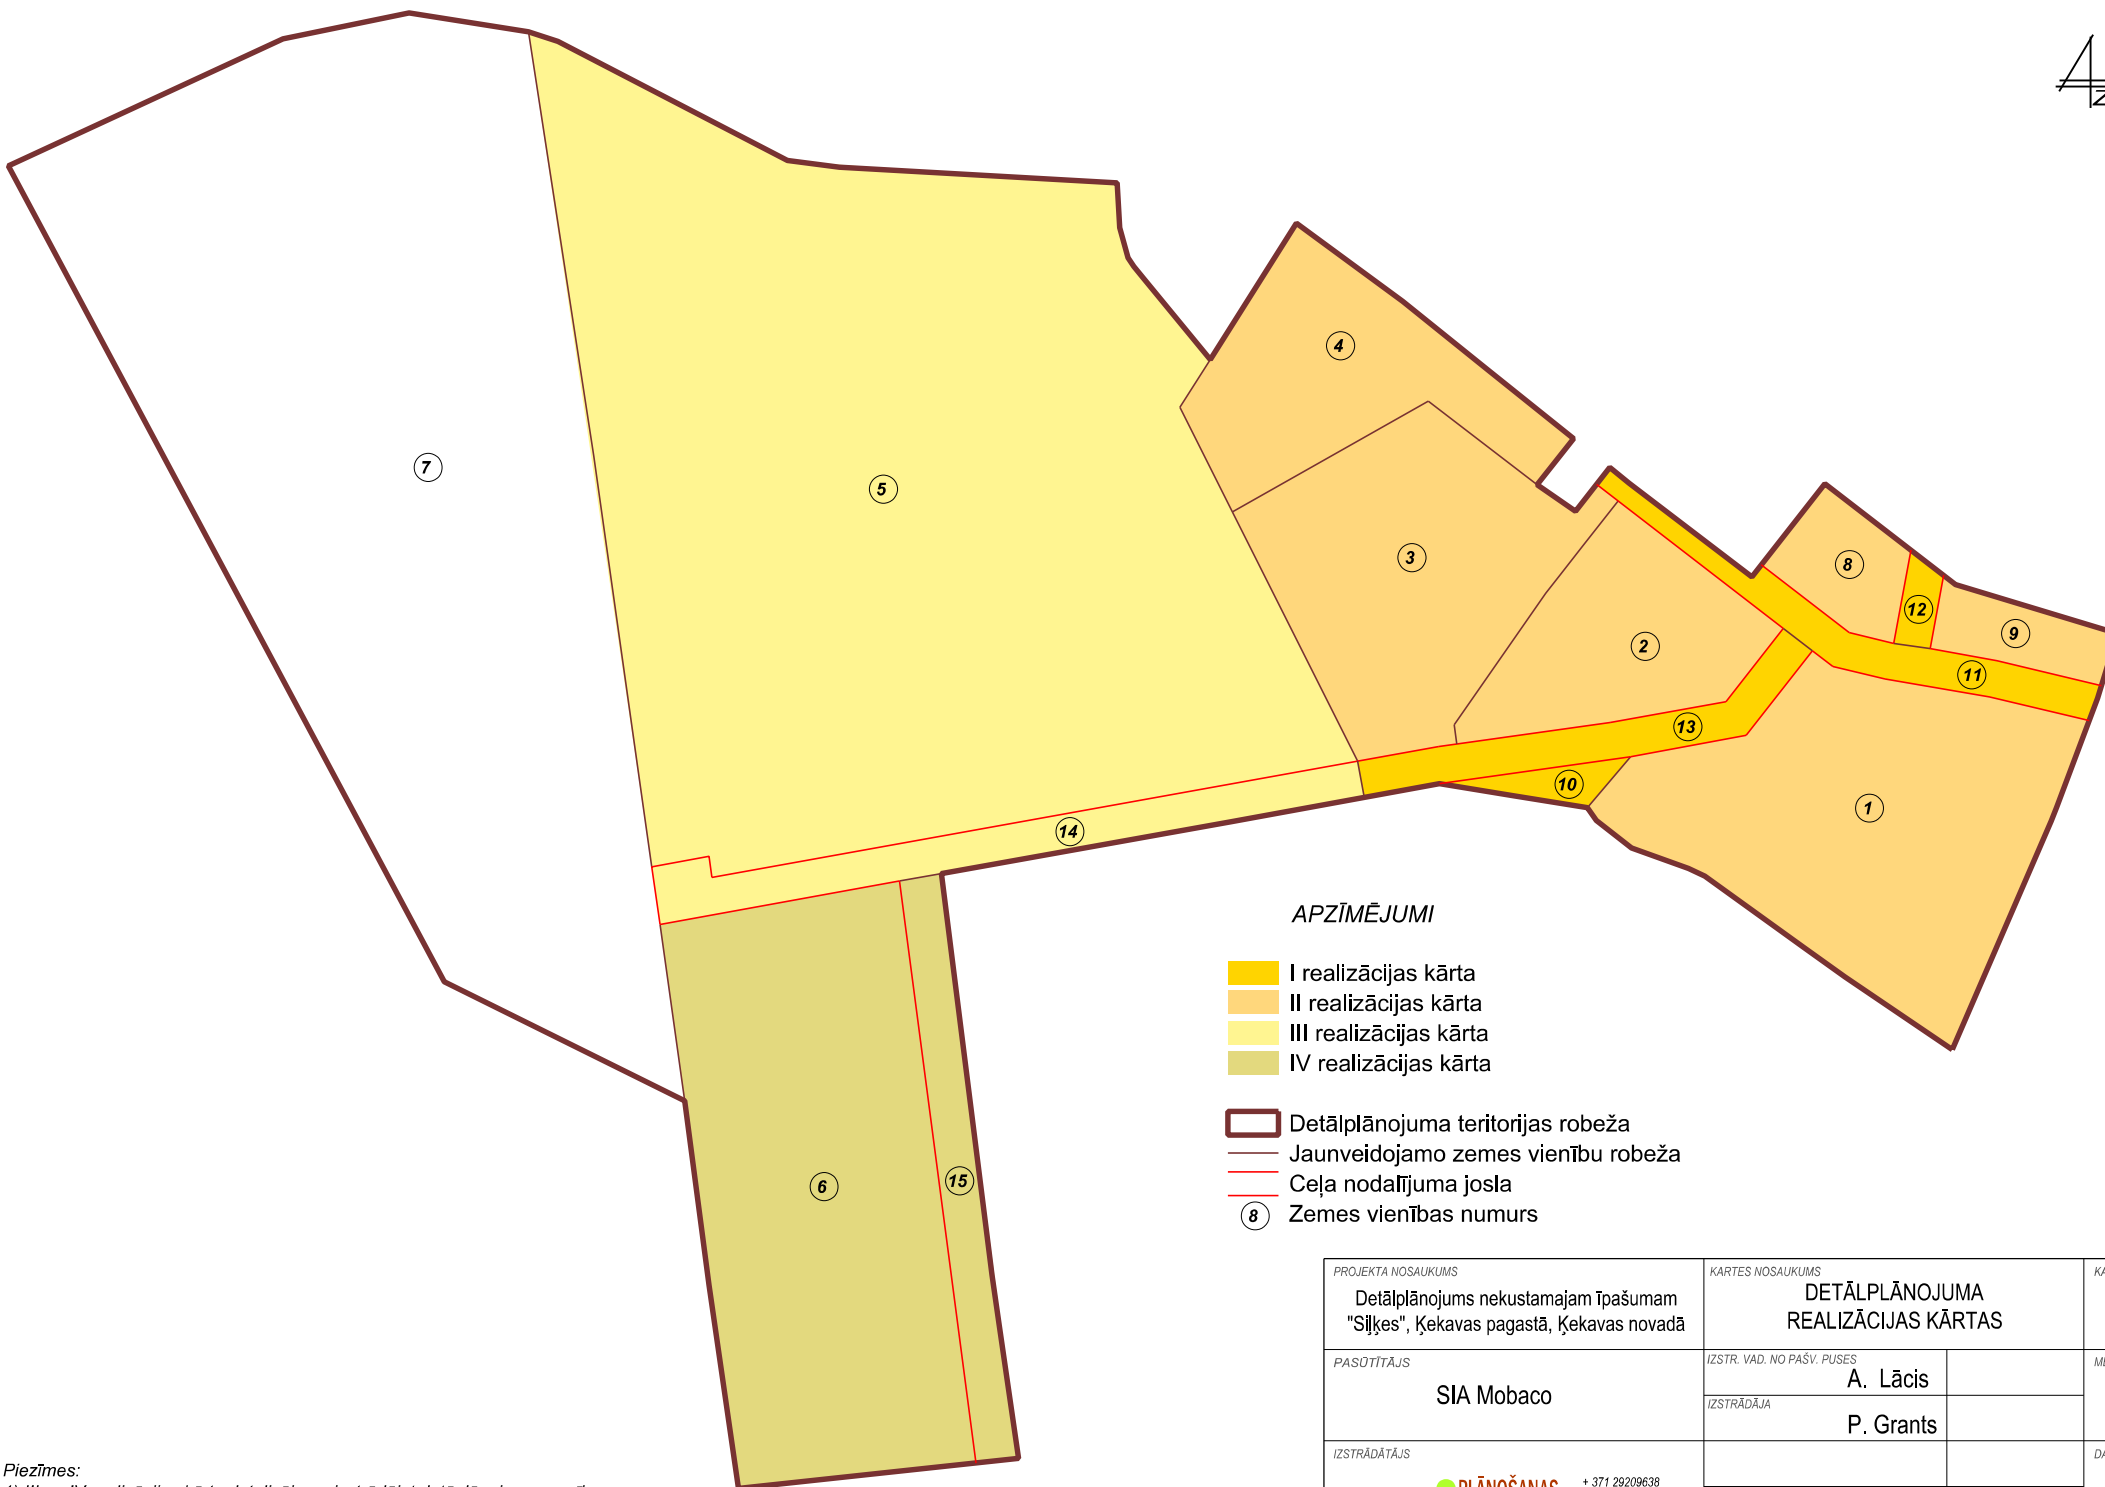 7
5
4
3
2
8
12
9
11
13
10
1
14
6
15
APZĪMĒJUMI
I realizācijas kārta
II realizācijas kārta
III realizācijas kārta
IV realizācijas kārta
Detālplānojuma teritorijas robeža
Jaunveidojamo zemes vienību robeža
Ceļa nodalījuma josla
8 Zemes vienības numurs
PROJEKTA NOSAUKUMS
Detālplānojums nekustamajam īpašumam
"Siļķes", Ķekavas pagastā, Ķekavas novadā
KARTES NOSAUKUMS
DETĀLPLĀNOJUMA
REALIZĀCIJAS KĀRTAS
PASŪTĪTĀJS
SIA Mobaco
IZSTR. VAD. NO PAŠV. PUSES
A. Lācis
IZSTRĀDĀJA
P. Grants
IZSTRĀDĀTĀJS
PLĀNOŠANAS
+ 371 29209638
Piezīmes: